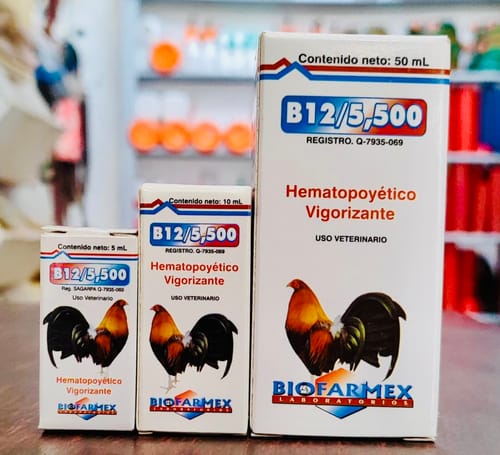 Contenido neto: 5 mL
B12/5,500
Reg. SAGARPA Q-7935-069
Uso Veterinario
Hematopoyético
Vigorizante
BIOFARMEX
LABORATORIOS
Contenido neto: 10 mL
B12/5,500
REGISTRO. Q-7935-069
Hematopoyético
Vigorizante
USO VETERINARIO
BIOFARMEX
LABORATORIOS
Contenido neto: 50 mL
B12/5,500
REGISTRO. Q-7935-069
Hematopoyético
Vigorizante
USO VETERINARIO
BIOFARMEX
LABORATORIOS